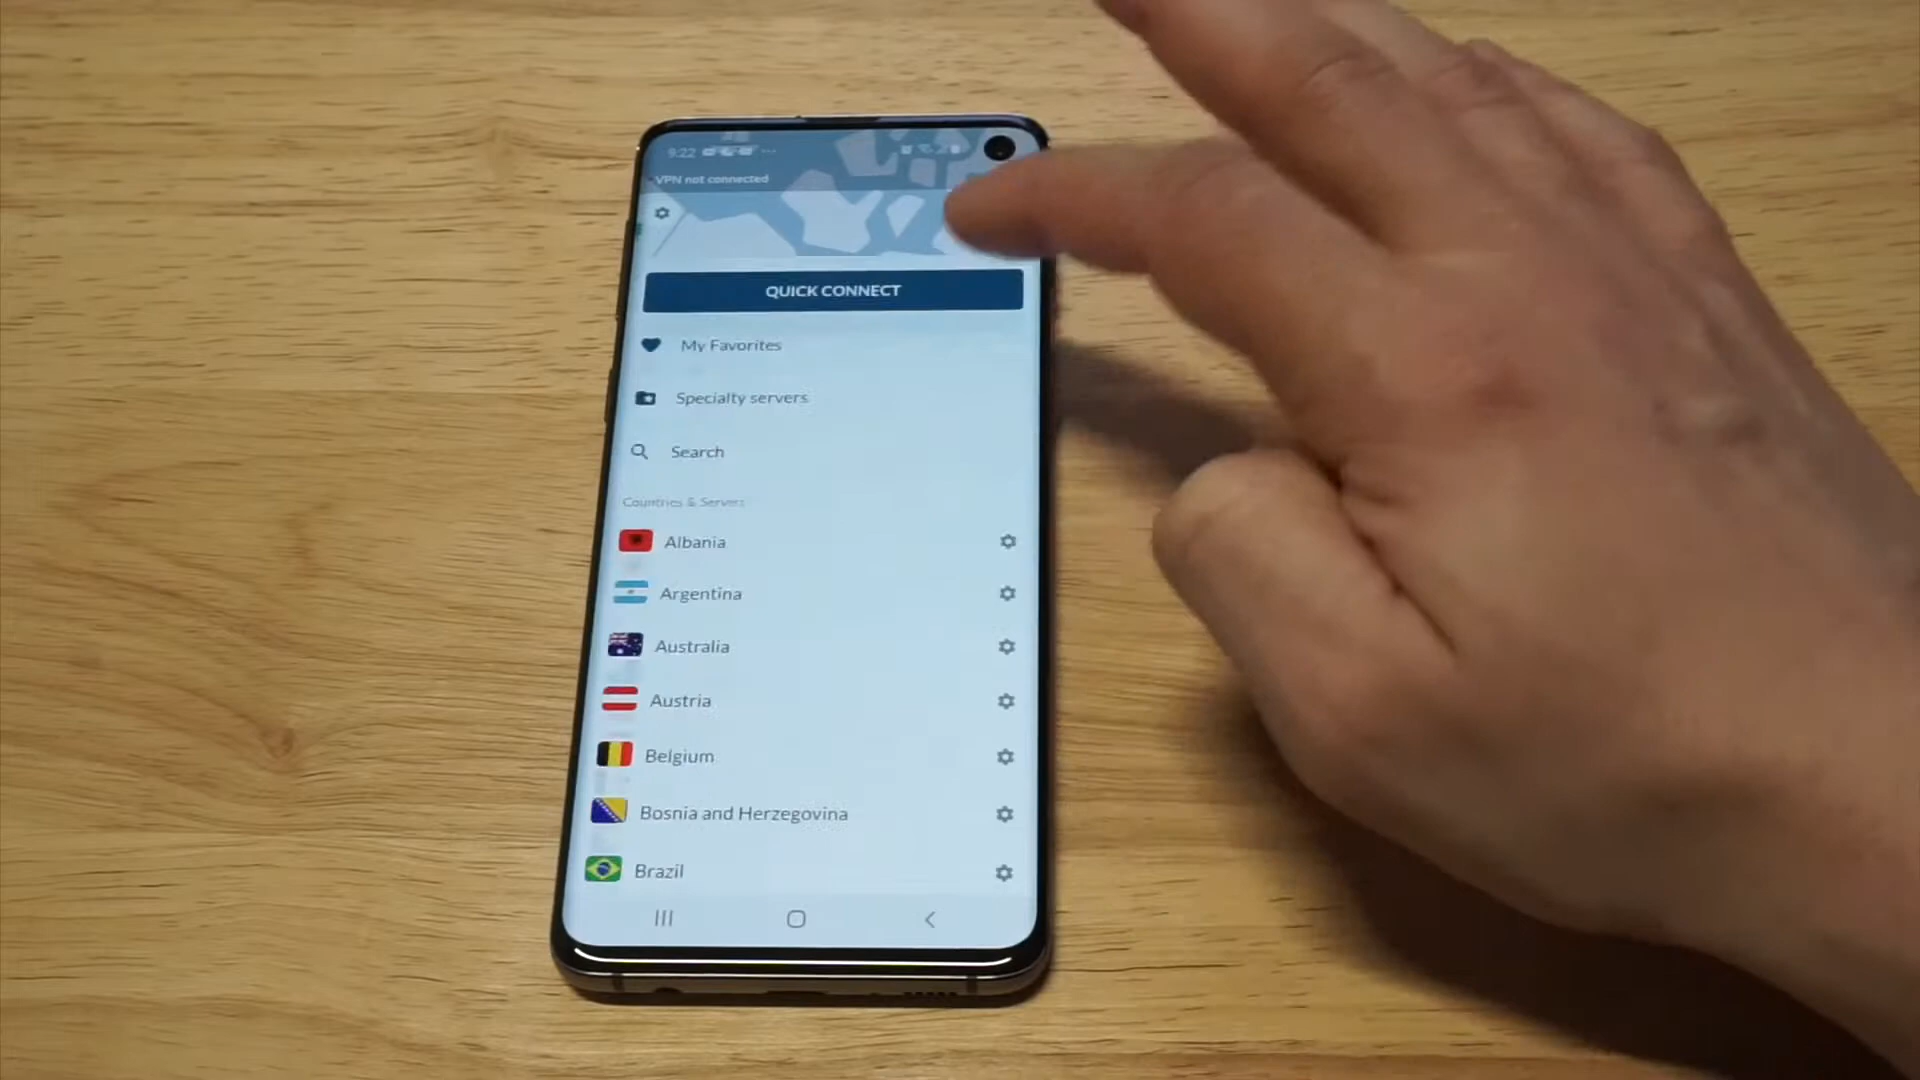 9:22
VPN not connected
QUICK CONNECT
My Favorites
Specialty servers
Search
Countries & Servers
Albania
Argentina
Australia
Austria
Belgium
Bosnia and Herzegovina
Brazil